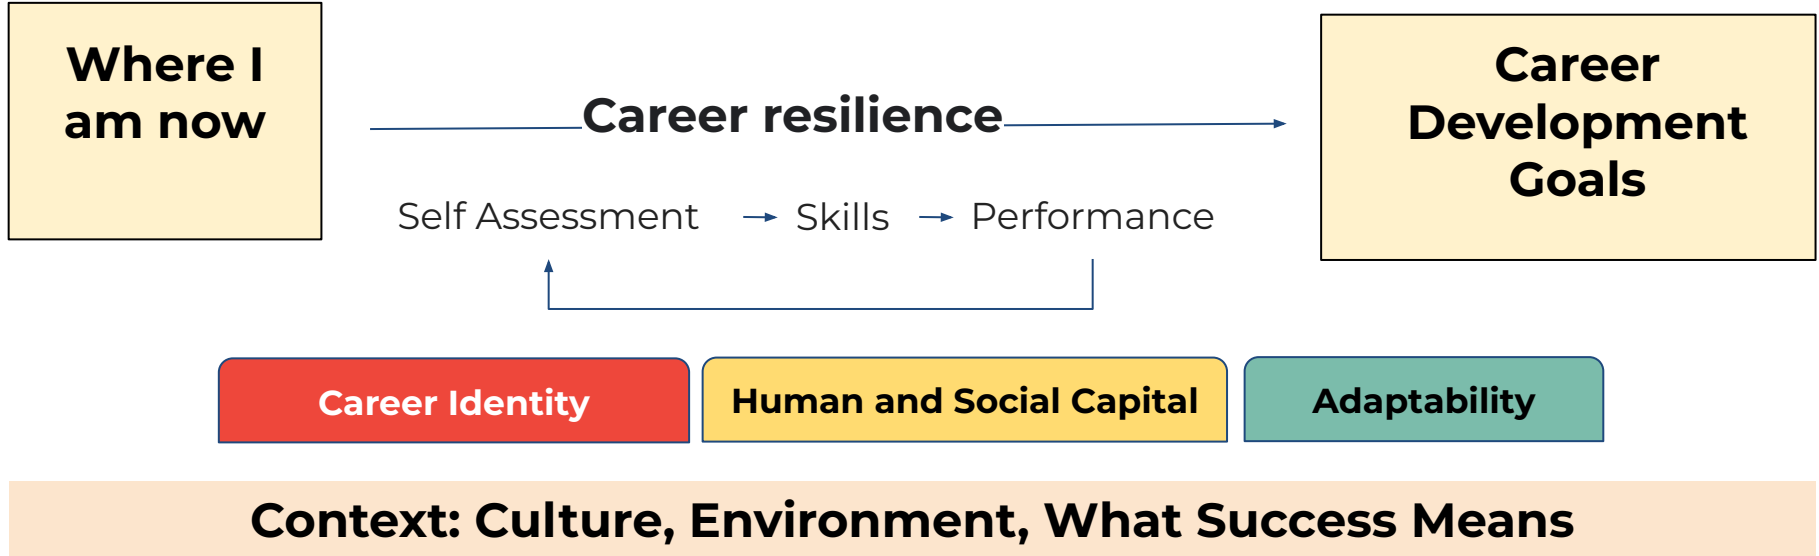 Where I
am now
Career resilience
Career
Development
Goals
Self Assessment
Skills
Performance
Career Identity
Human and Social Capital
Adaptability
Context: Culture, Environment, What Success Means